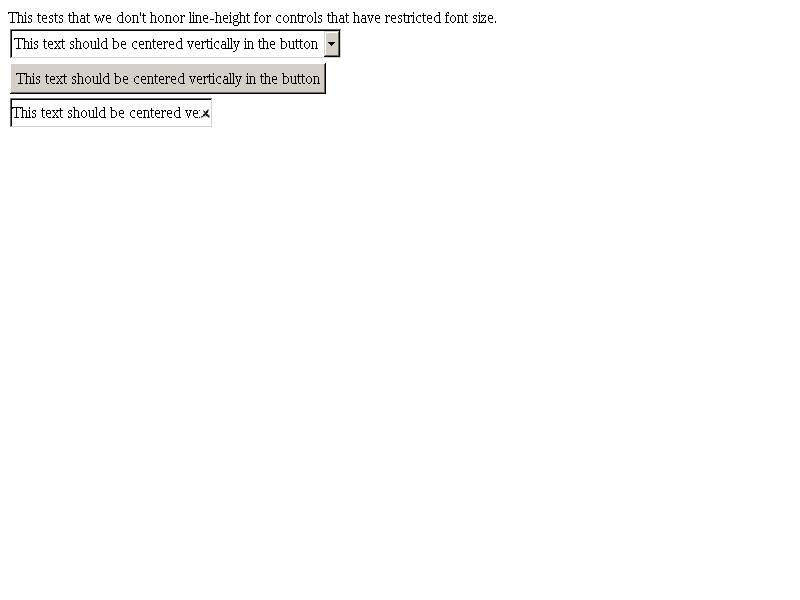 This tests that we don't honor line-height for controls that have restricted font size.
This text should be centered vertically in the button
This text should be centered vertically in the button
This text should be centered ve